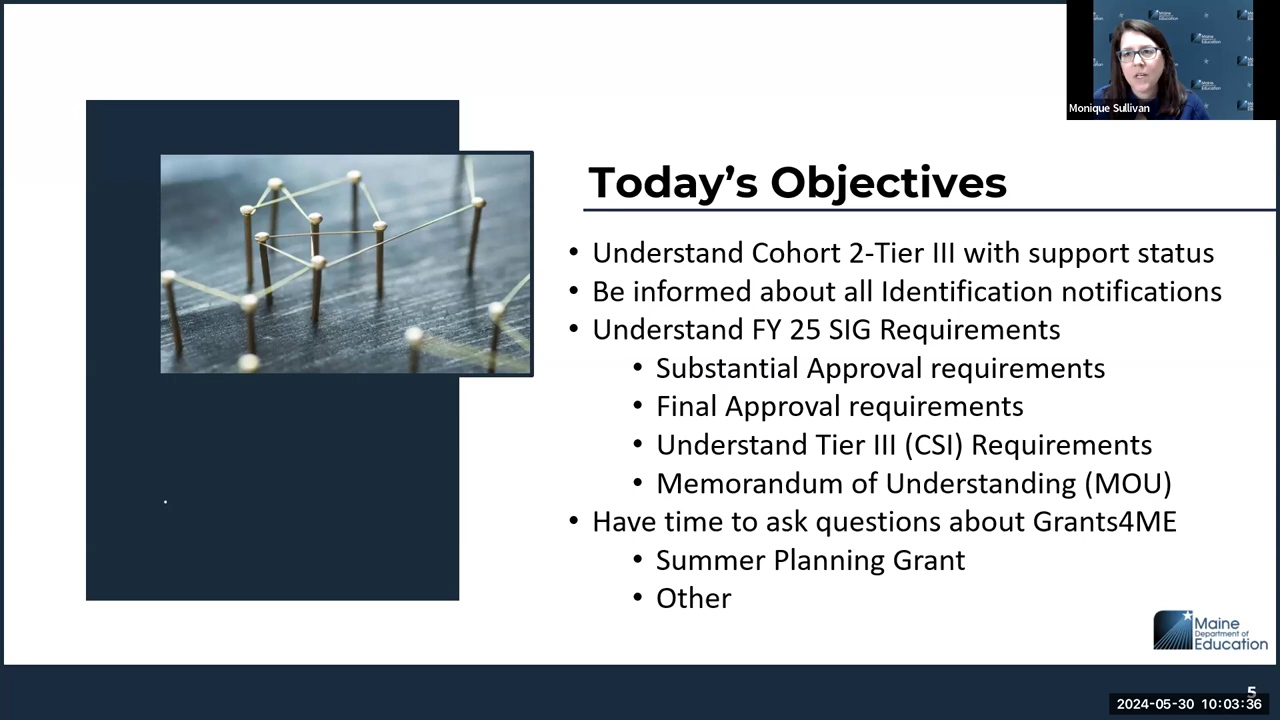 Monique Sullivan
Today's Objectives
• Understand Cohort 2-Tier III with support status
• Be informed about all Identification notifications
• Understand FY 25 SIG Requirements
• Substantial Approval requirements
• Final Approval requirements
• Understand Tier III (CSI) Requirements
• Memorandum of Understanding (MOU)
• Have time to ask questions about Grants4ME
• Summer Planning Grant
• Other
Maine
Department of
Education
5
2024-05-30 10:03:36